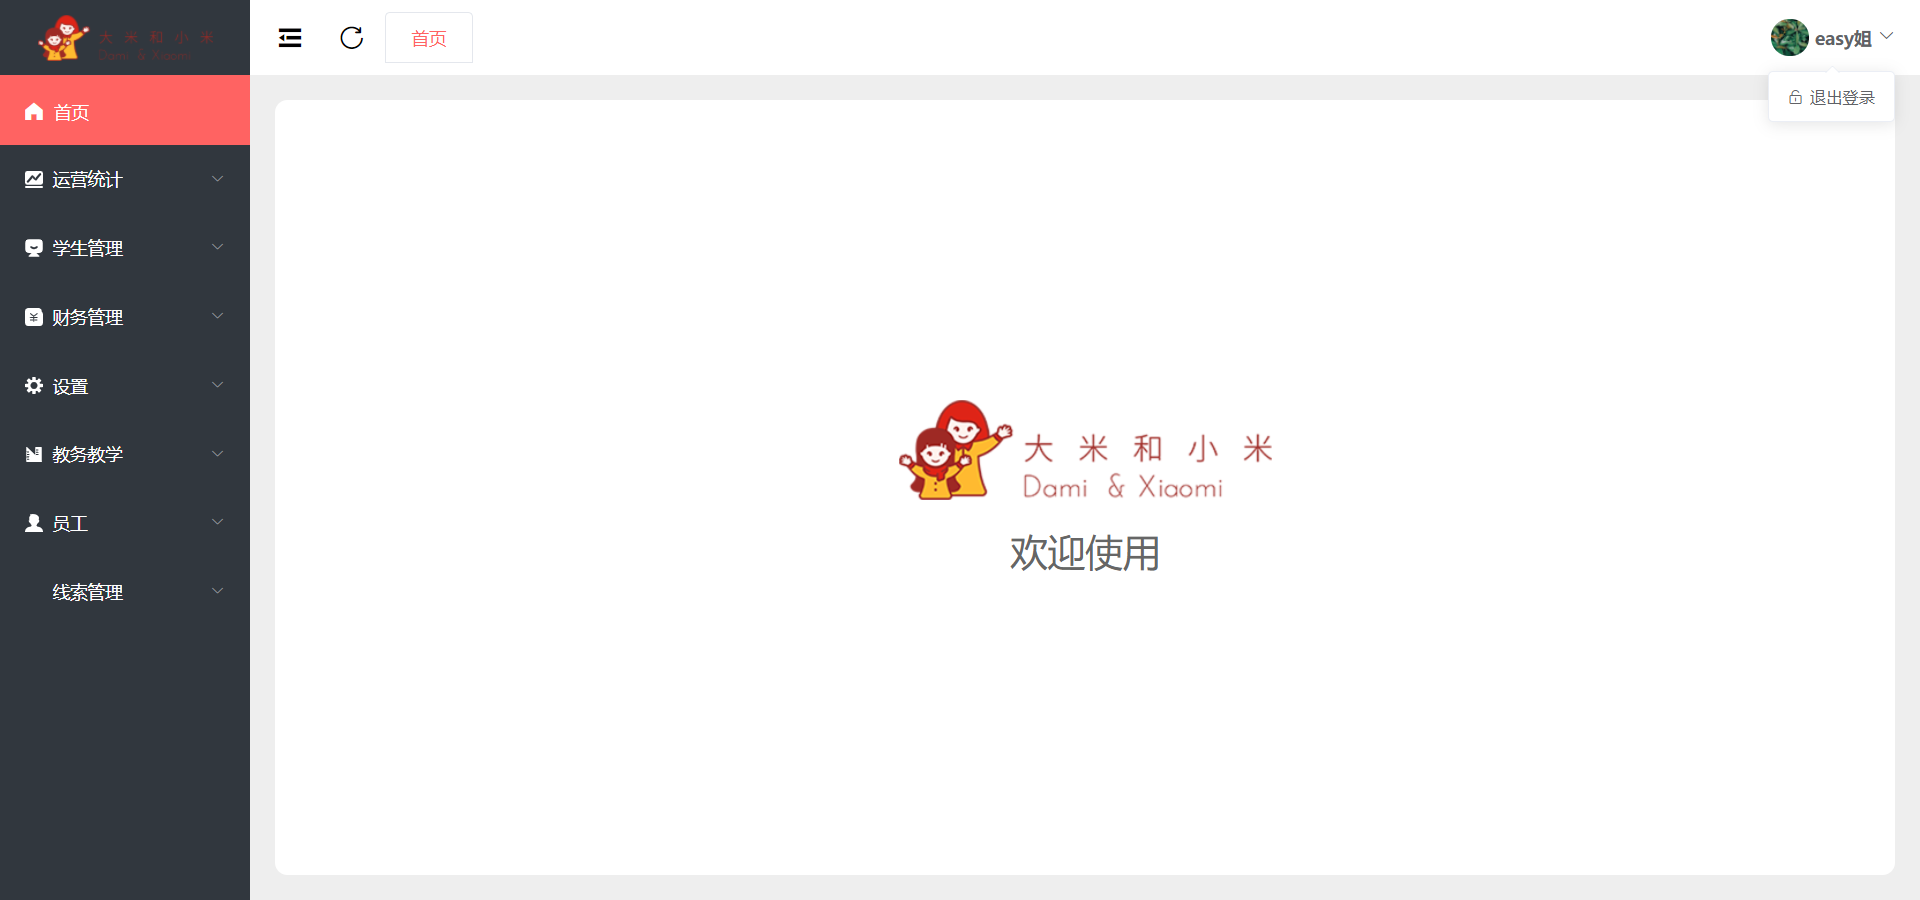 大米和小米
Dami & Xiaomi
首页
easy姐
退出登录
首页
运营统计
学生管理
财务管理
设置
教务教学
员工
线索管理
大米和小米
Dami & Xiaomi
欢迎使用